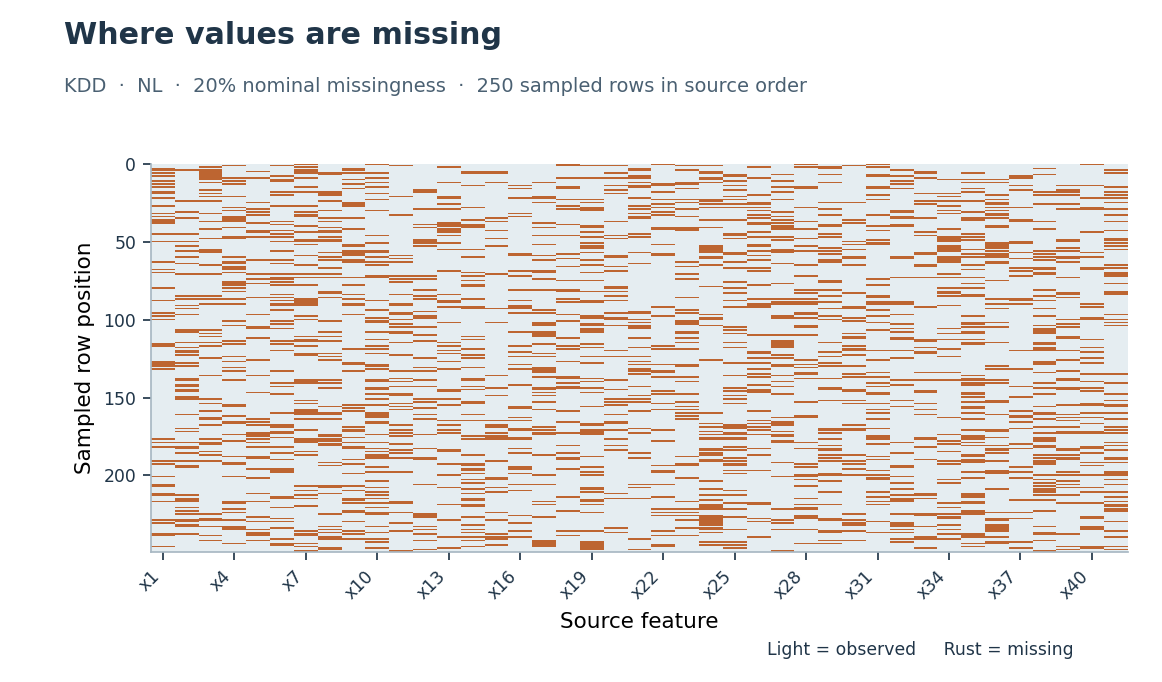 Where values are missing
KDD · NL · 20% nominal missingness · 250 sampled rows in source order
0
50
100
150
200
Sampled row position
x1 x4 x7 x10 x13 x16 x19 x22 x25 x28 x31 x34 x37 x40
Source feature
Light = observed Rust = missing